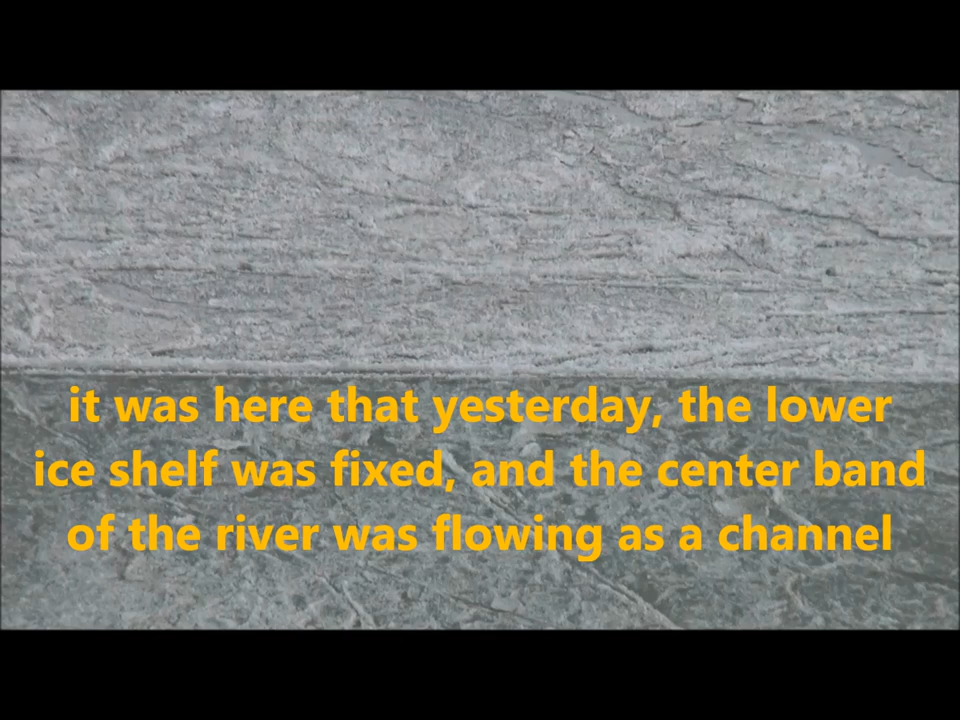 it was here that yesterday, the lower
ice shelf was fixed, and the center band
of the river was flowing as a channel